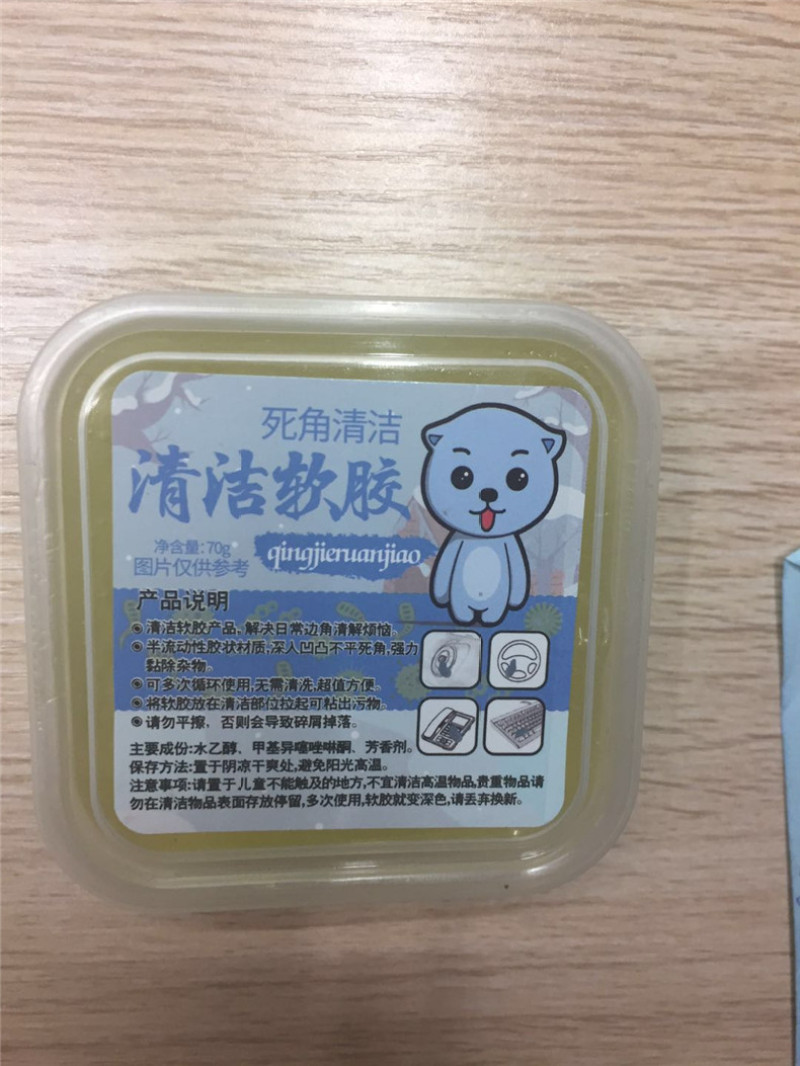 死角清洁
清洁软胶
净含量:70g
图片仅供参考
qingjieruanjiao
产品说明
清洁软胶产品、解决日常边角清解烦恼。
半流动性胶状材质,深入凹凸不平死角,强力
黏除杂物。
可多次循环使用,无需清洗,超值方便。
将软胶放在清洁部位拉起可粘出污物。
请勿平擦、否则会导致碎屑掉落。
主要成份:水乙醇、甲基异噻唑啉酮、芳香剂。
保存方法:置于阴凉干爽处,避免阳光高温。
注意事项:请置于儿童不能触及的地方,不宜清洁高温物品,贵重物品请
勿在清洁物品表面存放停留,多次使用,软胶就变深色,请丢弃换新。